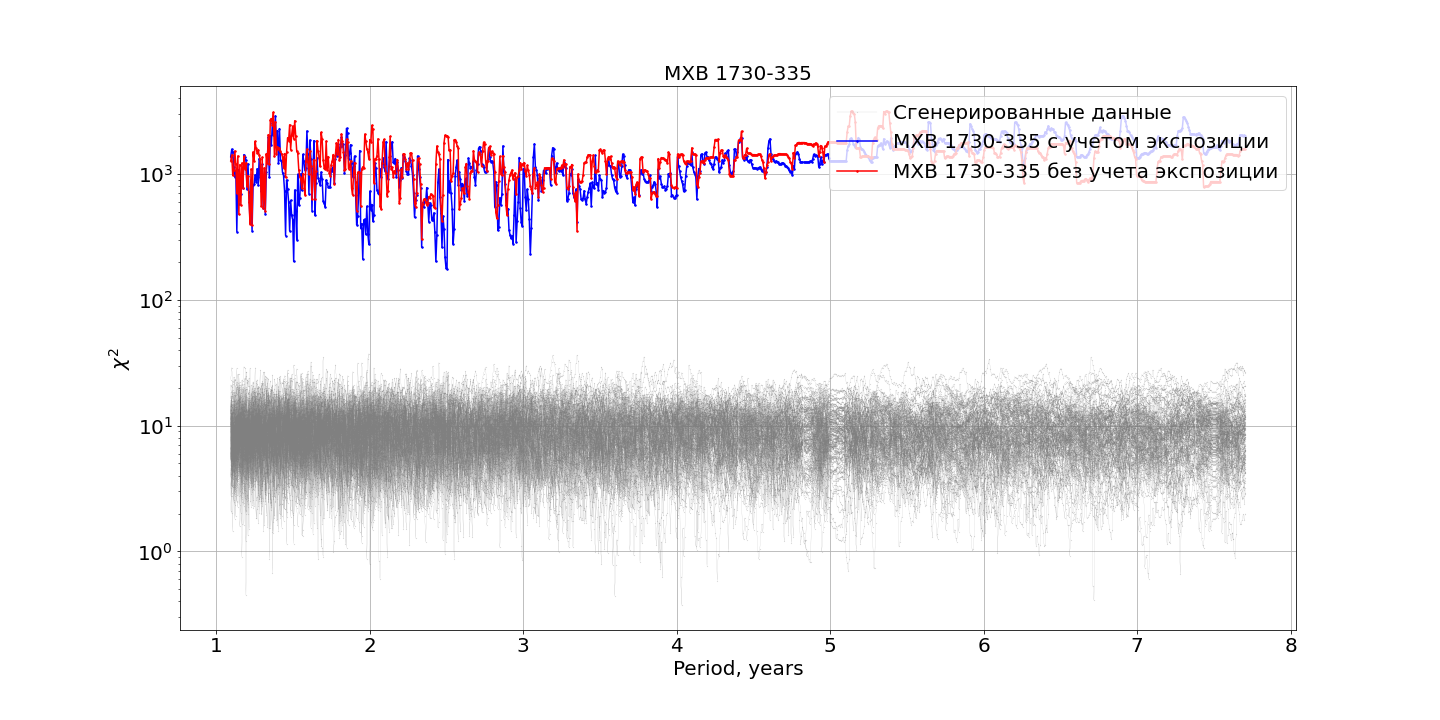 MXB 1730-335
Сгенерированные данные
MXB 1730-335 с учетом экспозиции
MXB 1730-335 без учета экспозиции
10³
10²
10¹
10⁰
χ²
1 2 3 4 5 6 7 8
Period, years